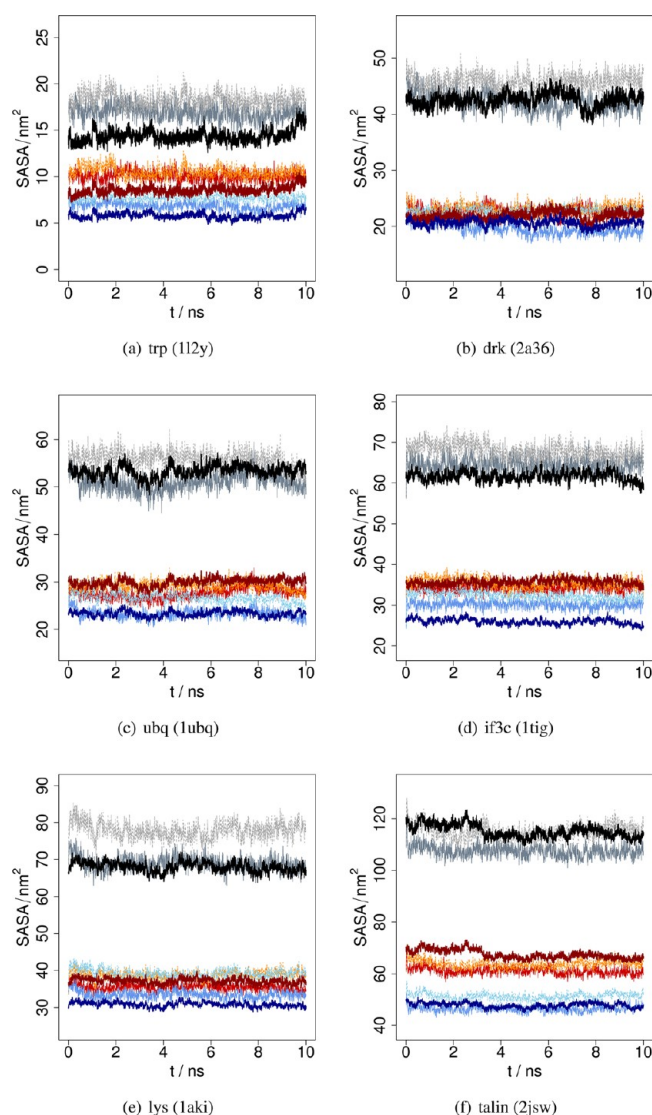 SASA/nm²
25
20
15
10
5
0
0 2 4 6 8 10
t / ns
(a) trp (1l2y)
SASA/nm²
50
40
30
20
0 2 4 6 8 10
t / ns
(b) drk (2a36)
SASA/nm²
60
50
40
30
20
0 2 4 6 8 10
t / ns
(c) ubq (1ubq)
SASA/nm²
80
70
60
50
40
30
20
0 2 4 6 8 10
t / ns
(d) if3c (1tig)
SASA/nm²
90
80
70
60
50
40
30
0 2 4 6 8 10
t / ns
(e) lys (1aki)
SASA/nm²
120
100
80
60
40
0 2 4 6 8 10
t / ns
(f) talin (2jsw)